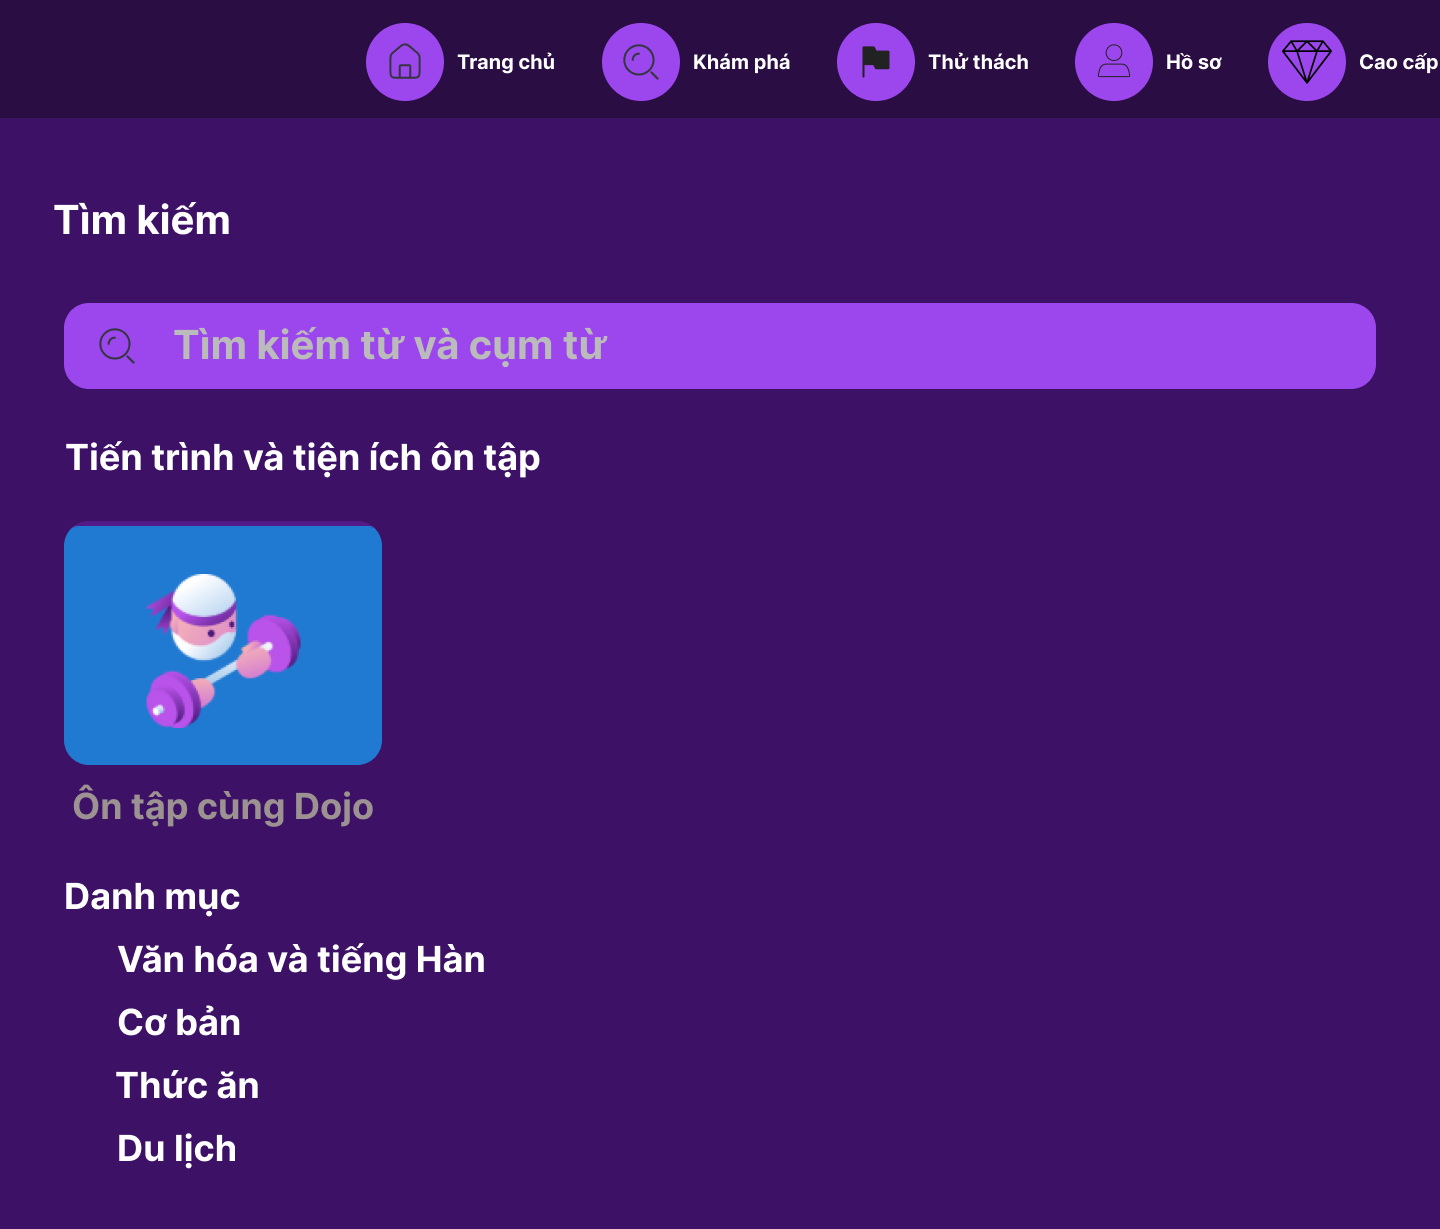 Trang chủ
Khám phá
Thử thách
Hồ sơ
Cao cấp
Tìm kiếm
Tìm kiếm từ và cụm từ
Tiến trình và tiện ích ôn tập
Ôn tập cùng Dojo
Danh mục
Văn hóa và tiếng Hàn
Cơ bản
Thức ăn
Du lịch